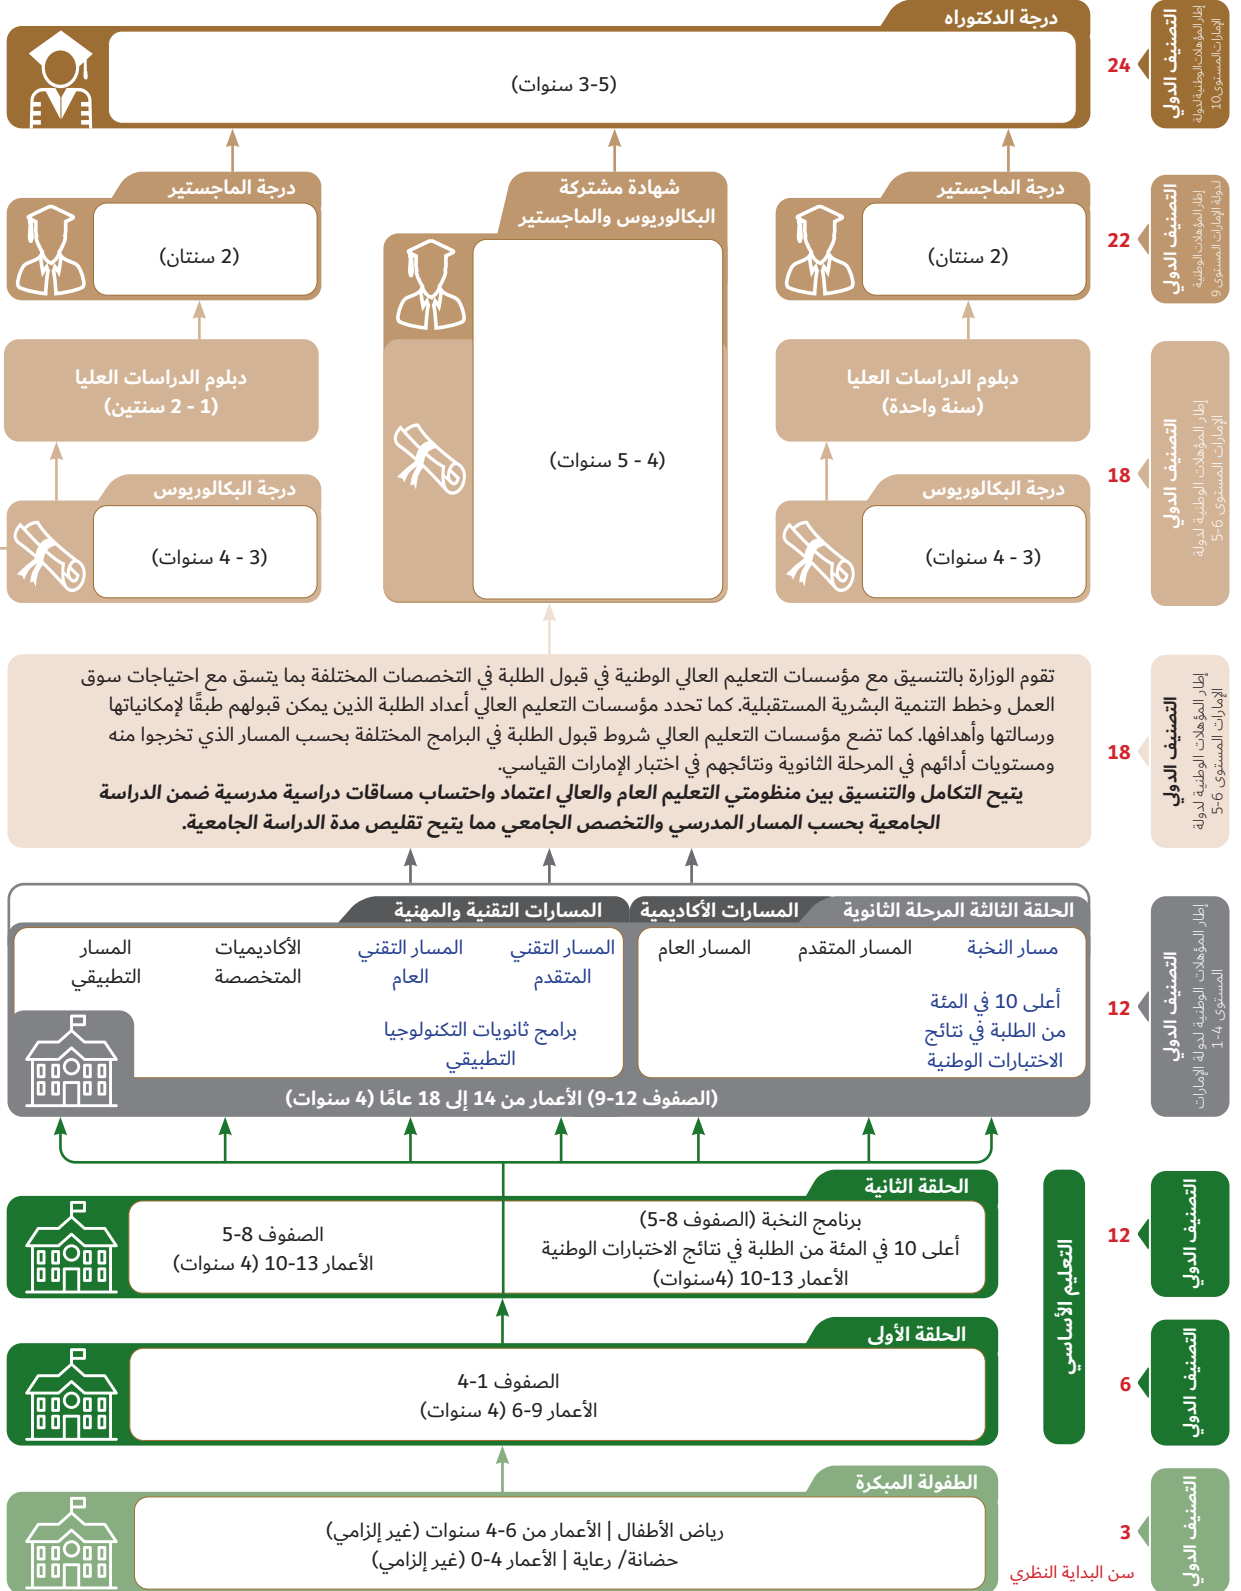 درجة الدكتوراه
(3-5 سنوات)
24
التصنيف الدولي
إطار المؤهلات الوطنية لدولة
الإمارات المستوى 10
درجة الماجستير
(2 سنتان)
شهادة مشتركة
البكالوريوس والماجستير
(4 - 5 سنوات)
درجة الماجستير
(2 سنتان)
22
التصنيف الدولي
إطار المؤهلات الوطنية
لدولة الإمارات المستوى 9
دبلوم الدراسات العليا
(سنة واحدة)
دبلوم الدراسات العليا
(1 - 2 سنتين)
درجة البكالوريوس
(3 - 4 سنوات)
درجة البكالوريوس
(3 - 4 سنوات)
18
التصنيف الدولي
إطار المؤهلات الوطنية لدولة
الإمارات المستوى 6-5
تقوم الوزارة بالتنسيق مع مؤسسات التعليم العالي الوطنية في قبول الطلبة في التخصصات المختلفة بما يتسق مع احتياجات سوق
العمل وخطط التنمية البشرية المستقبلية. كما تحدد مؤسسات التعليم العالي أعداد الطلبة الذين يمكن قبولهم طبقًا لإمكانياتها
ورسالتها وأهدافها. كما تضع مؤسسات التعليم العالي شروط قبول الطلبة في البرامج المختلفة بحسب المسار الذي تخرجوا منه
ومستويات أدائهم في المرحلة الثانوية ونتائجهم في اختبار الإمارات القياسي.
يتيح التكامل والتنسيق بين منظومتي التعليم العام والعالي اعتماد واحتساب مساقات دراسية مدرسية ضمن الدراسة
الجامعية بحسب المسار المدرسي والتخصص الجامعي مما يتيح تقليص مدة الدراسة الجامعية.
18
التصنيف الدولي
إطار المؤهلات الوطنية لدولة
الإمارات المستوى 6-5
الحلقة الثالثة المرحلة الثانوية
المسارات الأكاديمية
المسارات التقنية والمهنية
مسار النخبة
أعلى 10 في المئة
من الطلبة في نتائج
الاختبارات الوطنية
المسار المتقدم
المسار العام
المسار التقني
المتقدم
المسار التقني
العام
برامج ثانويات التكنولوجيا
التطبيقي
الأكاديميات
المتخصصة
المسار
التطبيقي
(الصفوف 12-9) الأعمار من 14 إلى 18 عامًا (4 سنوات)
12
التصنيف الدولي
إطار المؤهلات الوطنية لدولة الإمارات
المستوى 4-1
التعليم الأساسي
الحلقة الثانية
برنامج النخبة (الصفوف 8-5)
أعلى 10 في المئة من الطلبة في نتائج الاختبارات الوطنية
الأعمار 13-10 (4سنوات)
الصفوف 8-5
الأعمار 13-10 (4 سنوات)
12
التصنيف الدولي
الحلقة الأولى
الصفوف 1-4
الأعمار 9-6 (4 سنوات)
6
التصنيف الدولي
الطفولة المبكرة
رياض الأطفال | الأعمار من 6-4 سنوات (غير إلزامي)
حضانة/ رعاية | الأعمار 4-0 (غير إلزامي)
3
سن البداية النظري
التصنيف الدولي